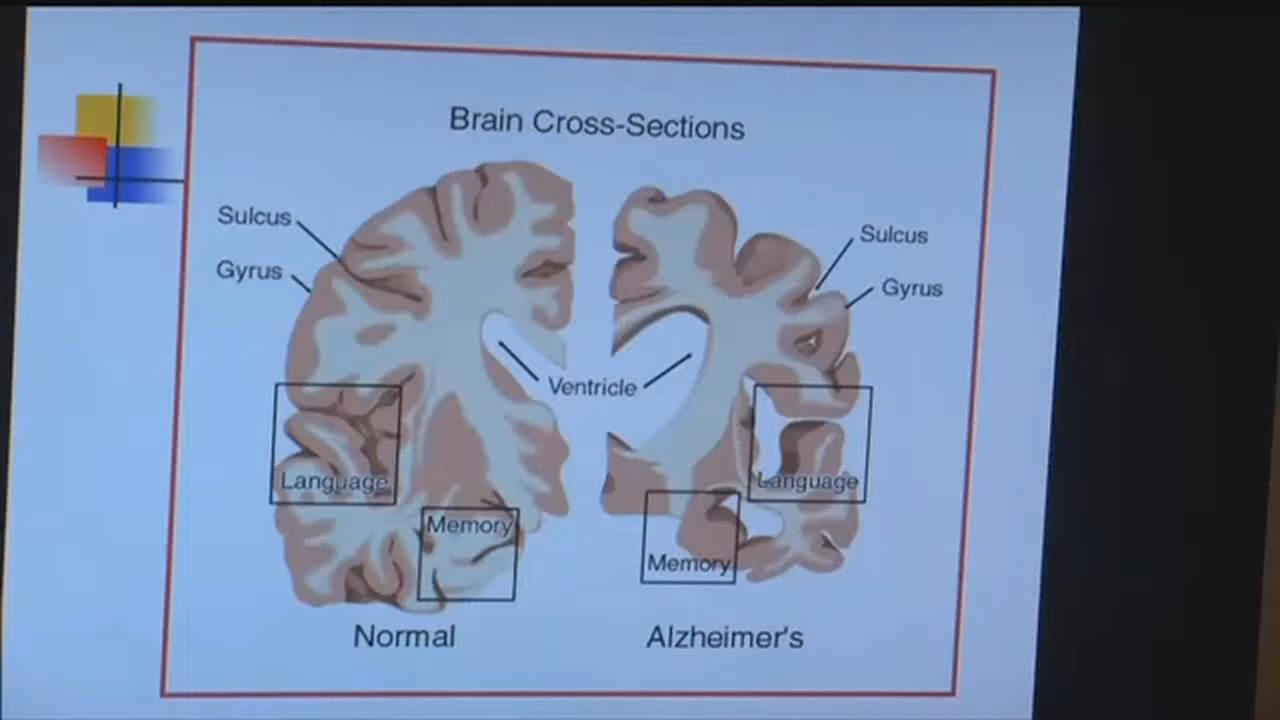 Brain Cross-Sections
Sulcus
Gyrus
Sulcus
Gyrus
Ventricle
Language
Memory
Language
Memory
Normal
Alzheimer's